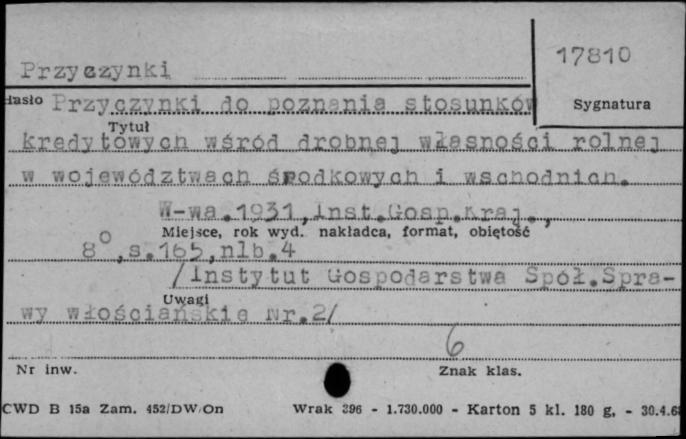 17810
Przyczynki
Hasło Przyczynki do poznania stosunków Sygnatura
Tytuł
kredytowych wśród drobnej własności rolnej
w województwach środkowych i wschodnich.
W-wa.1931,Inst.Gosp.Kraj.,
Miejsce, rok wyd. nakładca, format, objętość
8°,s.165,nlb.4
/Instytut Gospodarstwa Spół.Spra-
Uwagi
wy włościańskie Nr.2/
6
Nr inw. Znak klas.
CWD B 15a Zam. 452/DW/On Wrak 396 - 1.730.000 - Karton 5 kl. 180 g. - 30.4.68